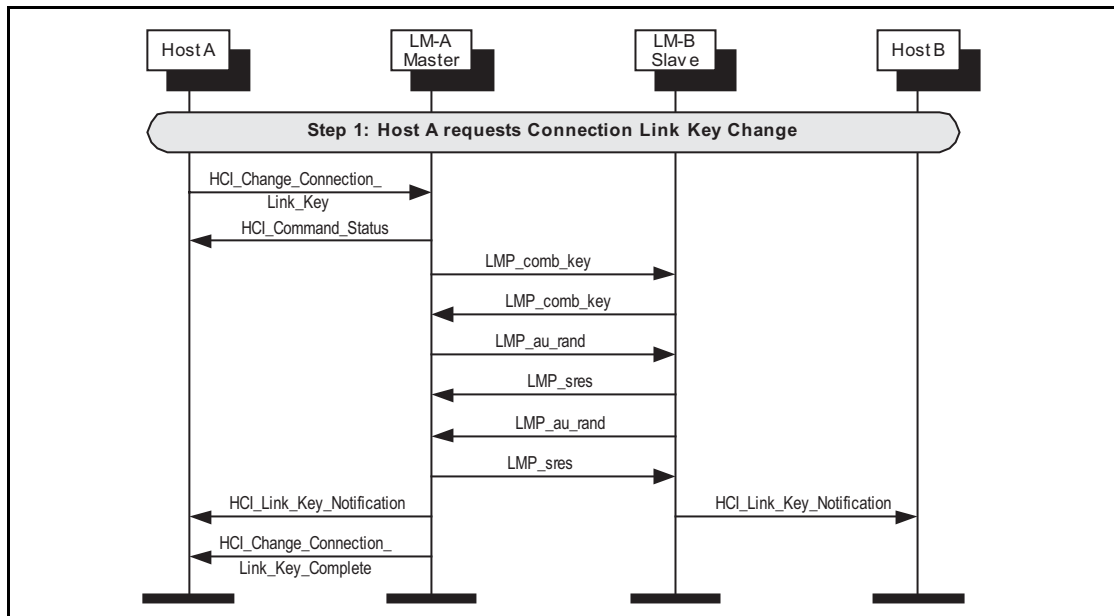 Host A
LM-A
Master
LM-B
Slave
Host B
Step 1: Host A requests Connection Link Key Change
HCI_Change_Connection_
Link_Key
HCI_Command_Status
LMP_comb_key
LMP_comb_key
LMP_au_rand
LMP_sres
LMP_au_rand
LMP_sres
HCI_Link_Key_Notification
HCI_Link_Key_Notification
HCI_Change_Connection_
Link_Key_Complete